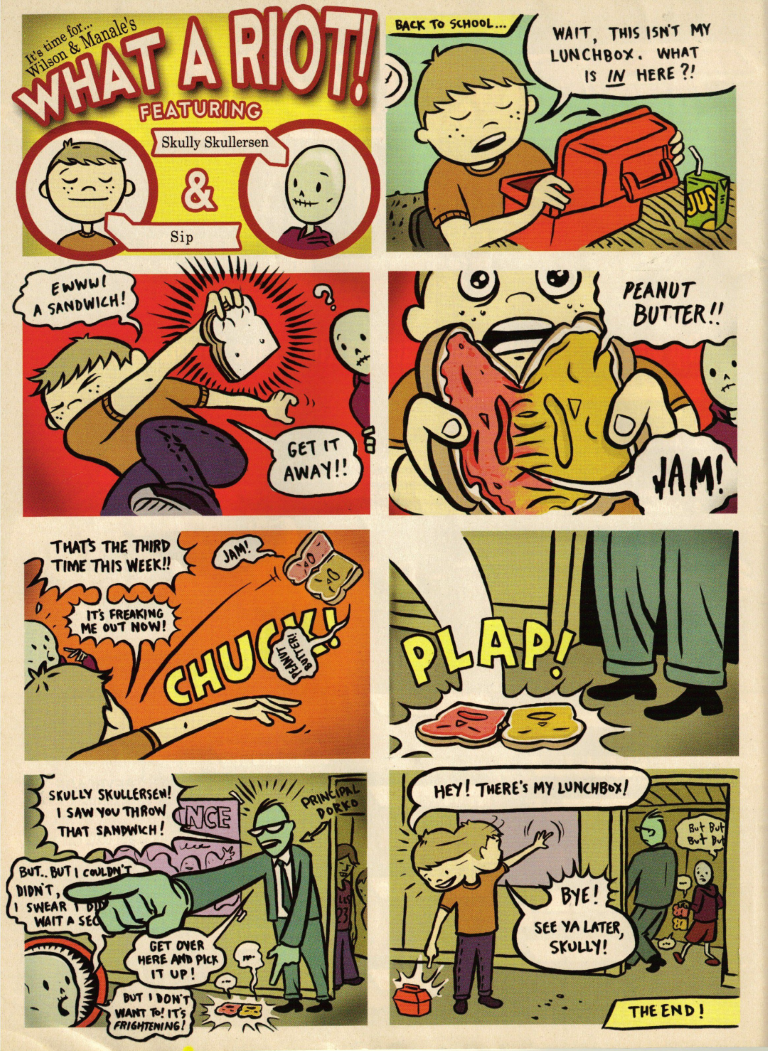 It's time for...
Wilson & Manale's
WHAT A RIOT!
FEATURING
Skully Skullersen
&
Sip
BACK TO SCHOOL...
WAIT, THIS ISN'T MY
LUNCHBOX. WHAT
IS IN HERE?!
JUS
EWWW!
A SANDWICH!
?
GET IT
AWAY!!
PEANUT
BUTTER!!
JAM!
THAT'S THE THIRD
TIME THIS WEEK!!
IT'S FREAKING
ME OUT NOW!
JAM!
CHUCK!
PEANUT
BUTTER!
PLAP!
SKULLY SKULLERSEN!
I SAW YOU THROW
THAT SANDWICH!
NCE
PRINCIPAL
DORKO
BUT.. BUT I COULDN'T
DIDN'T,
I SWEAR I DID
WAIT A SEC
GET OVER
HERE AND PICK
IT UP!
BUT I DON'T
WANT TO! IT'S
FRIGHTENING!
HEY! THERE'S MY LUNCHBOX!
But But
But But
BYE!
SEE YA LATER,
SKULLY!
THE END!